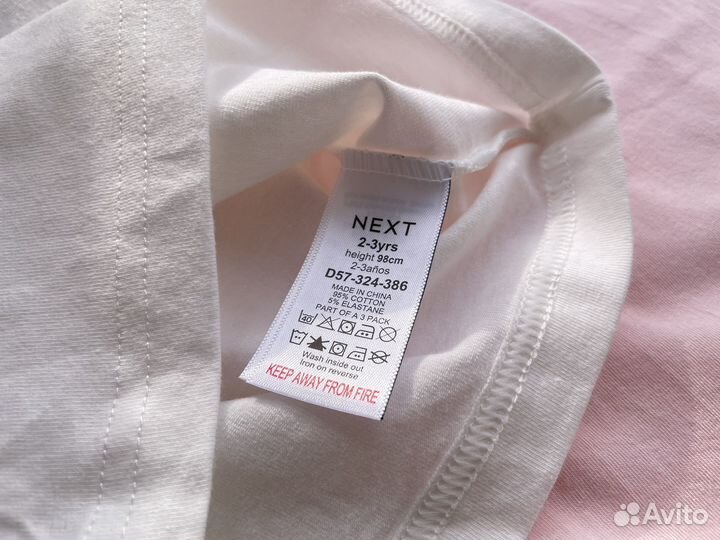 NEXT
2-3yrs
height 98cm
2-3años
D57-324-386
MADE IN CHINA
95% COTTON
5% ELASTANE
PART OF A 3 PACK
40
Wash inside out
Iron on reverse
KEEP AWAY FROM FIRE
Avito